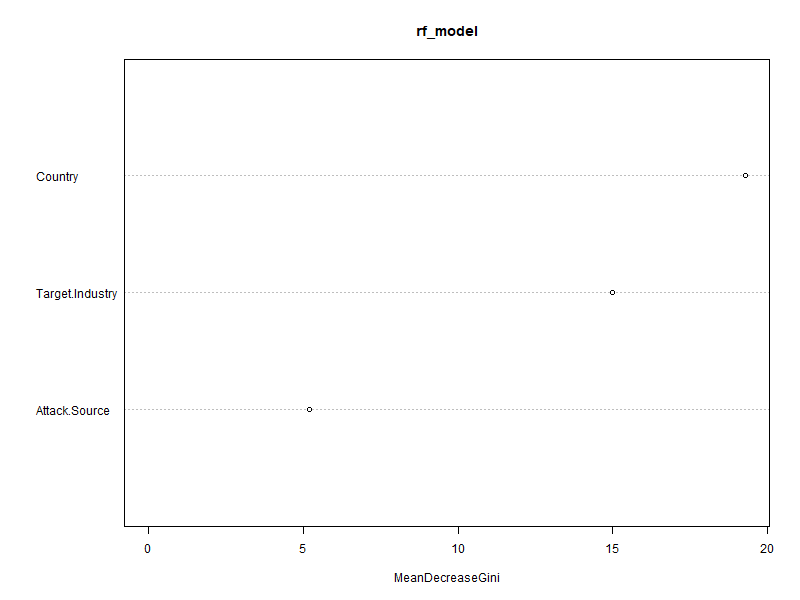 rf_model
Country
Target.Industry
Attack.Source
0 5 10 15 20
MeanDecreaseGini